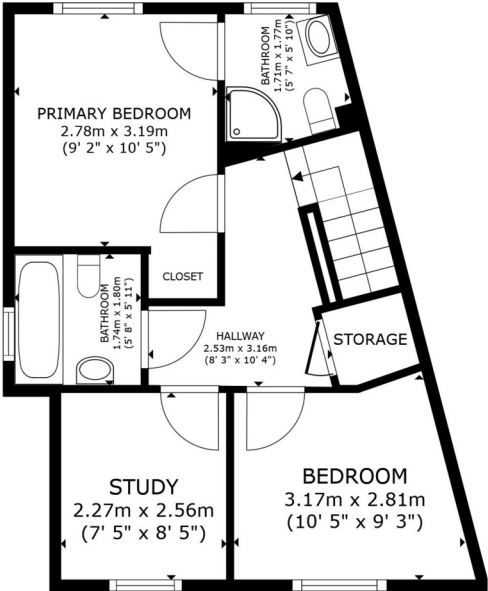 PRIMARY BEDROOM
2.78m x 3.19m
(9' 2" x 10' 5")
BATHROOM
1.71m x 1.77m
(5' 7" x 5' 10")
CLOSET
BATHROOM
1.74m x 1.80m
(5' 8" x 5' 11")
HALLWAY
2.53m x 3.16m
(8' 3" x 10' 4")
STORAGE
STUDY
2.27m x 2.56m
(7' 5" x 8' 5")
BEDROOM
3.17m x 2.81m
(10' 5" x 9' 3")